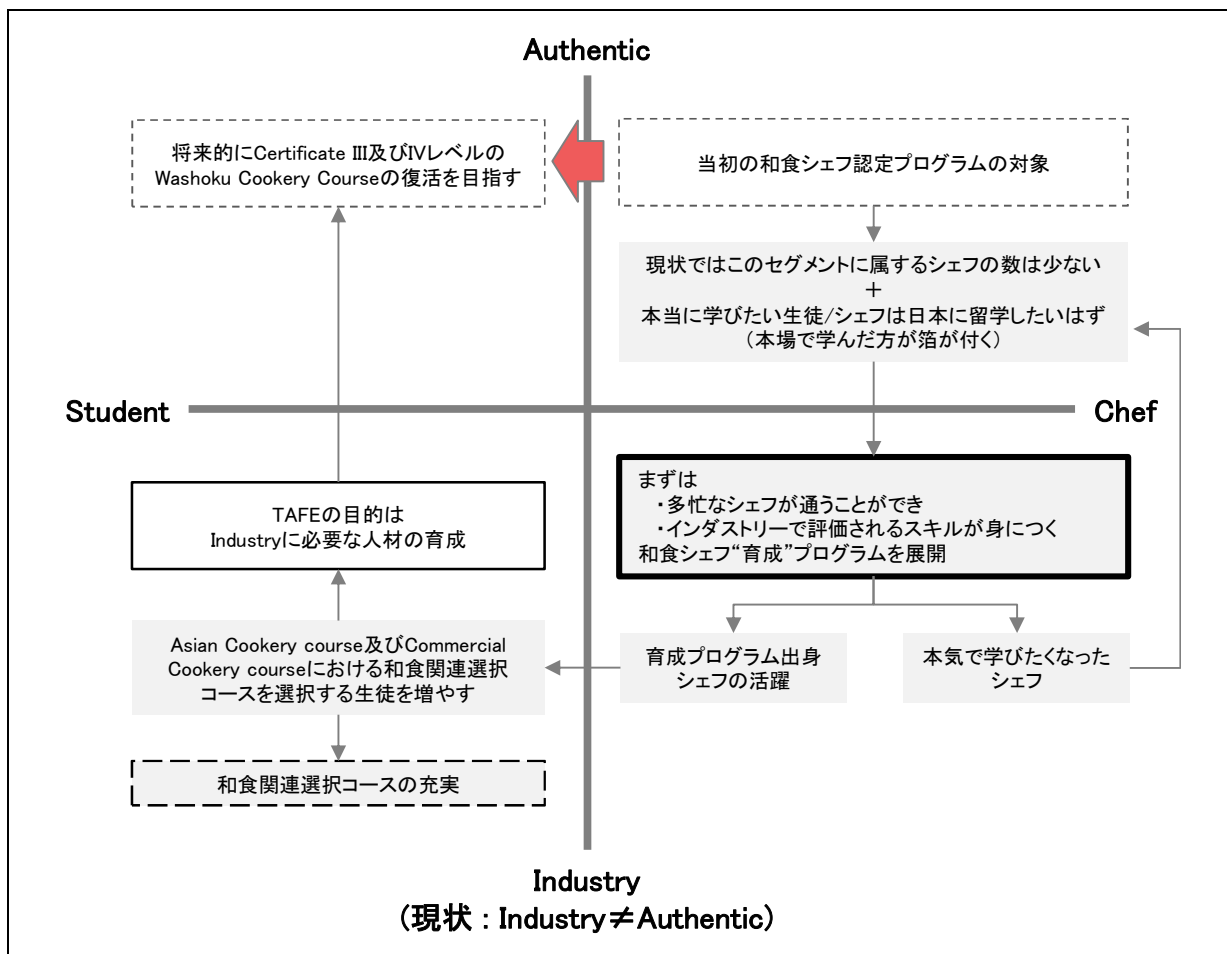 Authentic
将来的にCertificate III及びIVレベルの
Washoku Cookery Courseの復活を目指す
当初の和食シェフ認定プログラムの対象
現状ではこのセグメントに属するシェフの数は少ない
+
本当に学びたい生徒/シェフは日本に留学したいはず
(本場で学んだ方が箔が付く)
Student
Chef
まずは
・多忙なシェフが通うことができ
・インダストリーで評価されるスキルが身につく
和食シェフ“育成”プログラムを展開
TAFEの目的は
Industryに必要な人材の育成
Asian Cookery course及びCommercial
Cookery courseにおける和食関連選択
コースを選択する生徒を増やす
育成プログラム出身
シェフの活躍
本気で学びたくなった
シェフ
和食関連選択コースの充実
Industry
(現状：Industry≠Authentic)